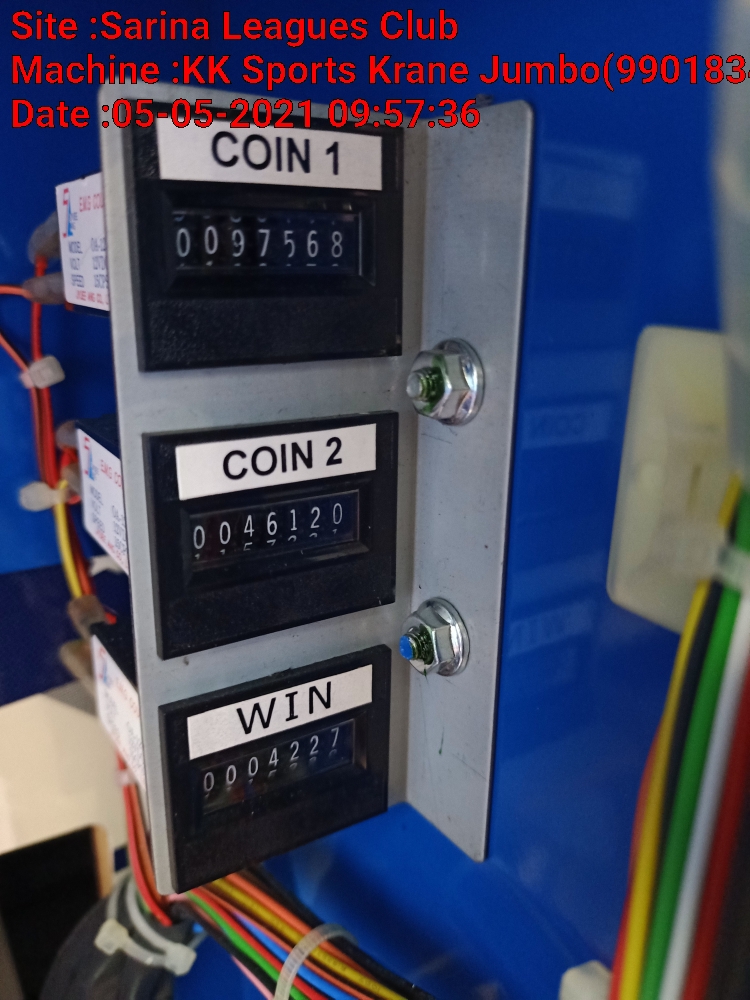 Site :Sarina Leagues Club
Machine :KK Sports Krane Jumbo(990183
Date :05-05-2021 09:57:36
COIN 1
0097568
COIN 2
0046120
WIN
0004227